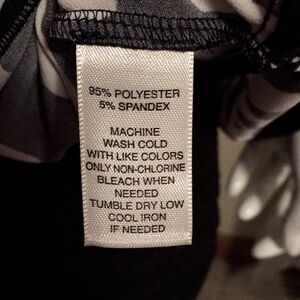 95% POLYESTER
5% SPANDEX
MACHINE
WASH COLD
WITH LIKE COLORS
ONLY NON-CHLORINE
BLEACH WHEN
NEEDED
TUMBLE DRY LOW
COOL IRON
IF NEEDED